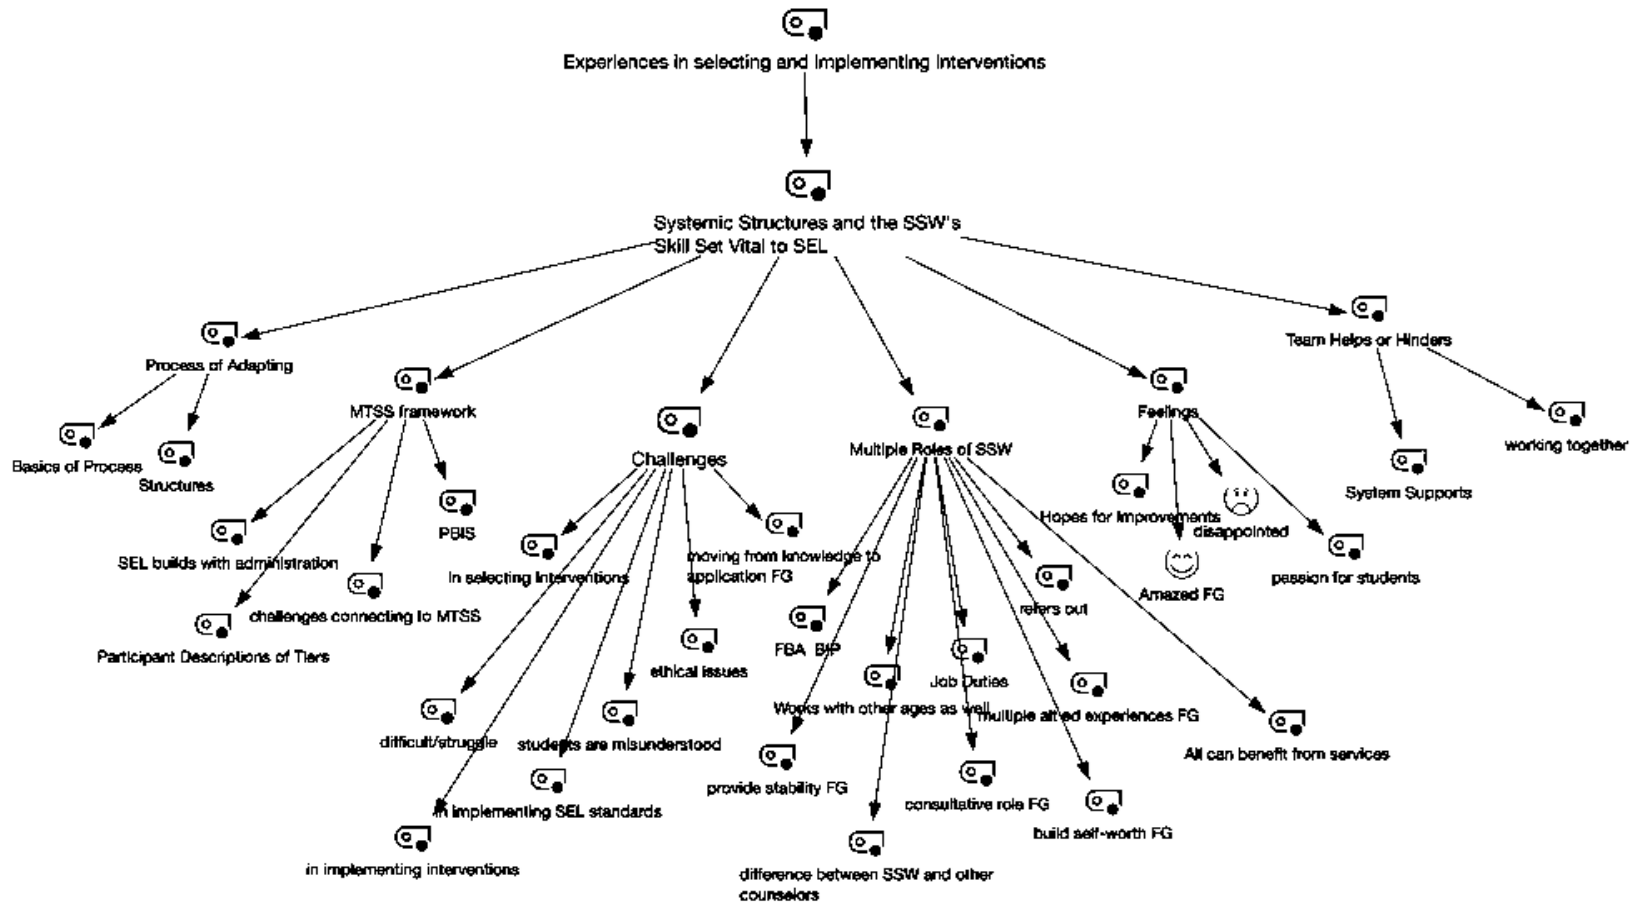 Experiences in selecting and Implementing Interventions
Systemic Structures and the SSW's
Skill Set Vital to SEL
Team Helps or Hinders
Process of Adapting
MTSS framework
Feelings
Challenges
Multiple Roles of SSW
working together
Basics of Process
Structures
System Supports
PBIS
Hopes for Improvements
disappointed
SEL builds with administration
In selecting Interventions
moving from knowledge to
application FG
passion for students
Amazed FG
challenges connecting to MTSS
refers out
Participant Descriptions of Tiers
FBA BIP
ethical issues
Job Duties
Works with other ages as well
multiple experiences FG
difficult/struggle
students are misunderstood
All can benefit from services
provide stability FG
consultative role FG
in implementing SEL standards
build self-worth FG
in implementing interventions
difference between SSW and other
counselors